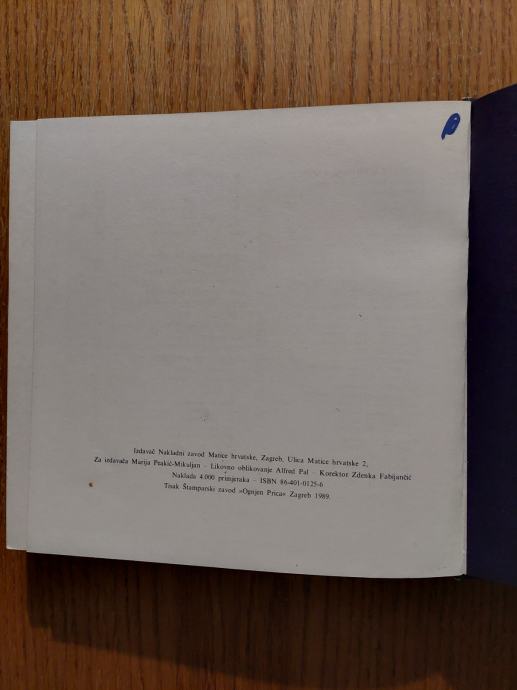 Izdavač Nakladni zavod Matice hrvatske, Zagreb, Ulica Matice hrvatske 2,
Za izdavača Marija Peakić-Mikuljan – Likovno oblikovanje Alfred Pal – Korektor Zdenka Fabijančić
Naklada 4.000 primjeraka – ISBN 86-401-0125-6
Tisak Štamparski zavod »Ognjen Prica« Zagreb 1989.